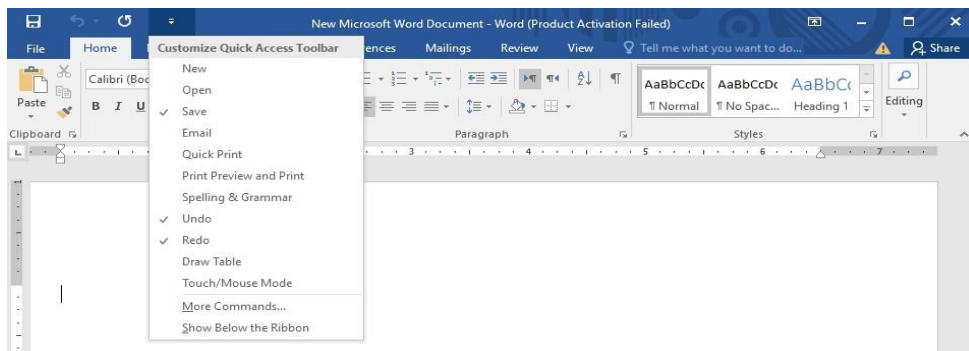 New Microsoft Word Document - Word (Product Activation Failed)
File Home ences Mailings Review View Tell me what you want to do... Share
Customize Quick Access Toolbar
New
Open
Save
Email
Quick Print
Print Preview and Print
Spelling & Grammar
Undo
Redo
Draw Table
Touch/Mouse Mode
More Commands...
Show Below the Ribbon
Paste
Clipboard
Calibri (Boc
B I U
Paragraph
AaBbCcDc AaBbCcDc AaBbCc
¶ Normal ¶ No Spac... Heading 1
Styles
Editing
3 4 5 6 7
1